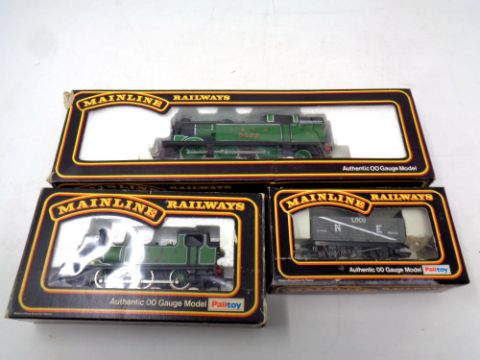 MAINLINE RAILWAYS
Authentic OO Gauge Model
MAINLINE RAILWAYS
Authentic OO Gauge Model Palitoy
MAINLINE RAILWAYS
LOCO
N E
Authentic OO Gauge Model Palitoy